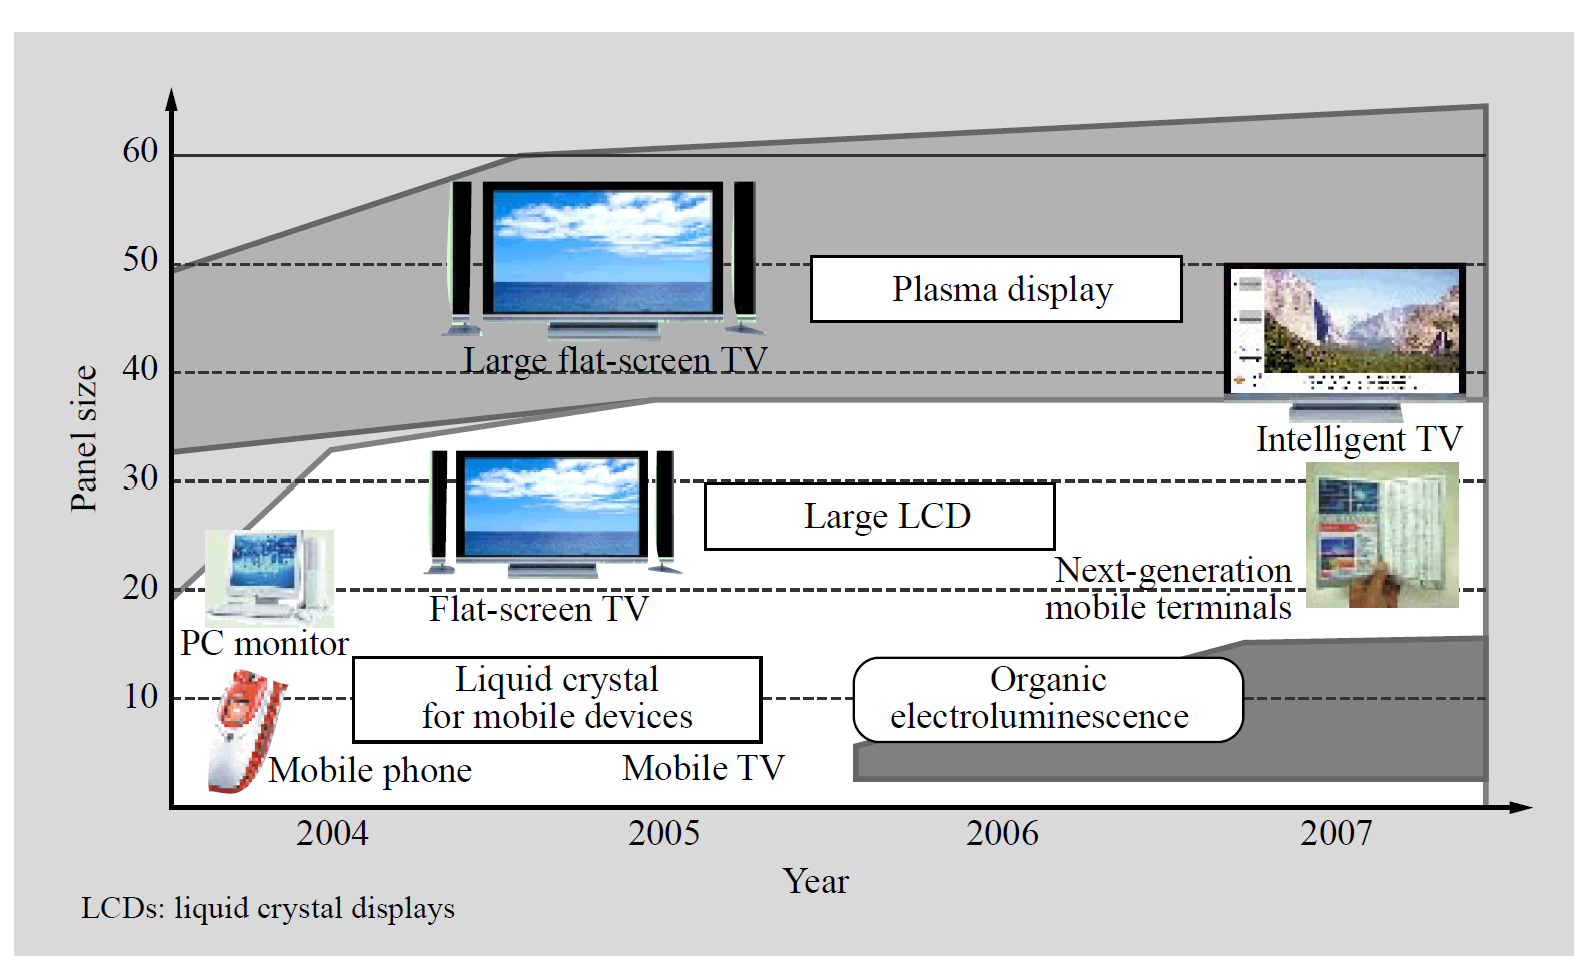 60
50
Plasma display
Large flat-screen TV
40
Panel size
Intelligent TV
30
Large LCD
Next-generation
mobile terminals
20
Flat-screen TV
PC monitor
Liquid crystal
for mobile devices
Organic
electroluminescence
10
Mobile phone
Mobile TV
2004
2005
2006
2007
Year
LCDs: liquid crystal displays